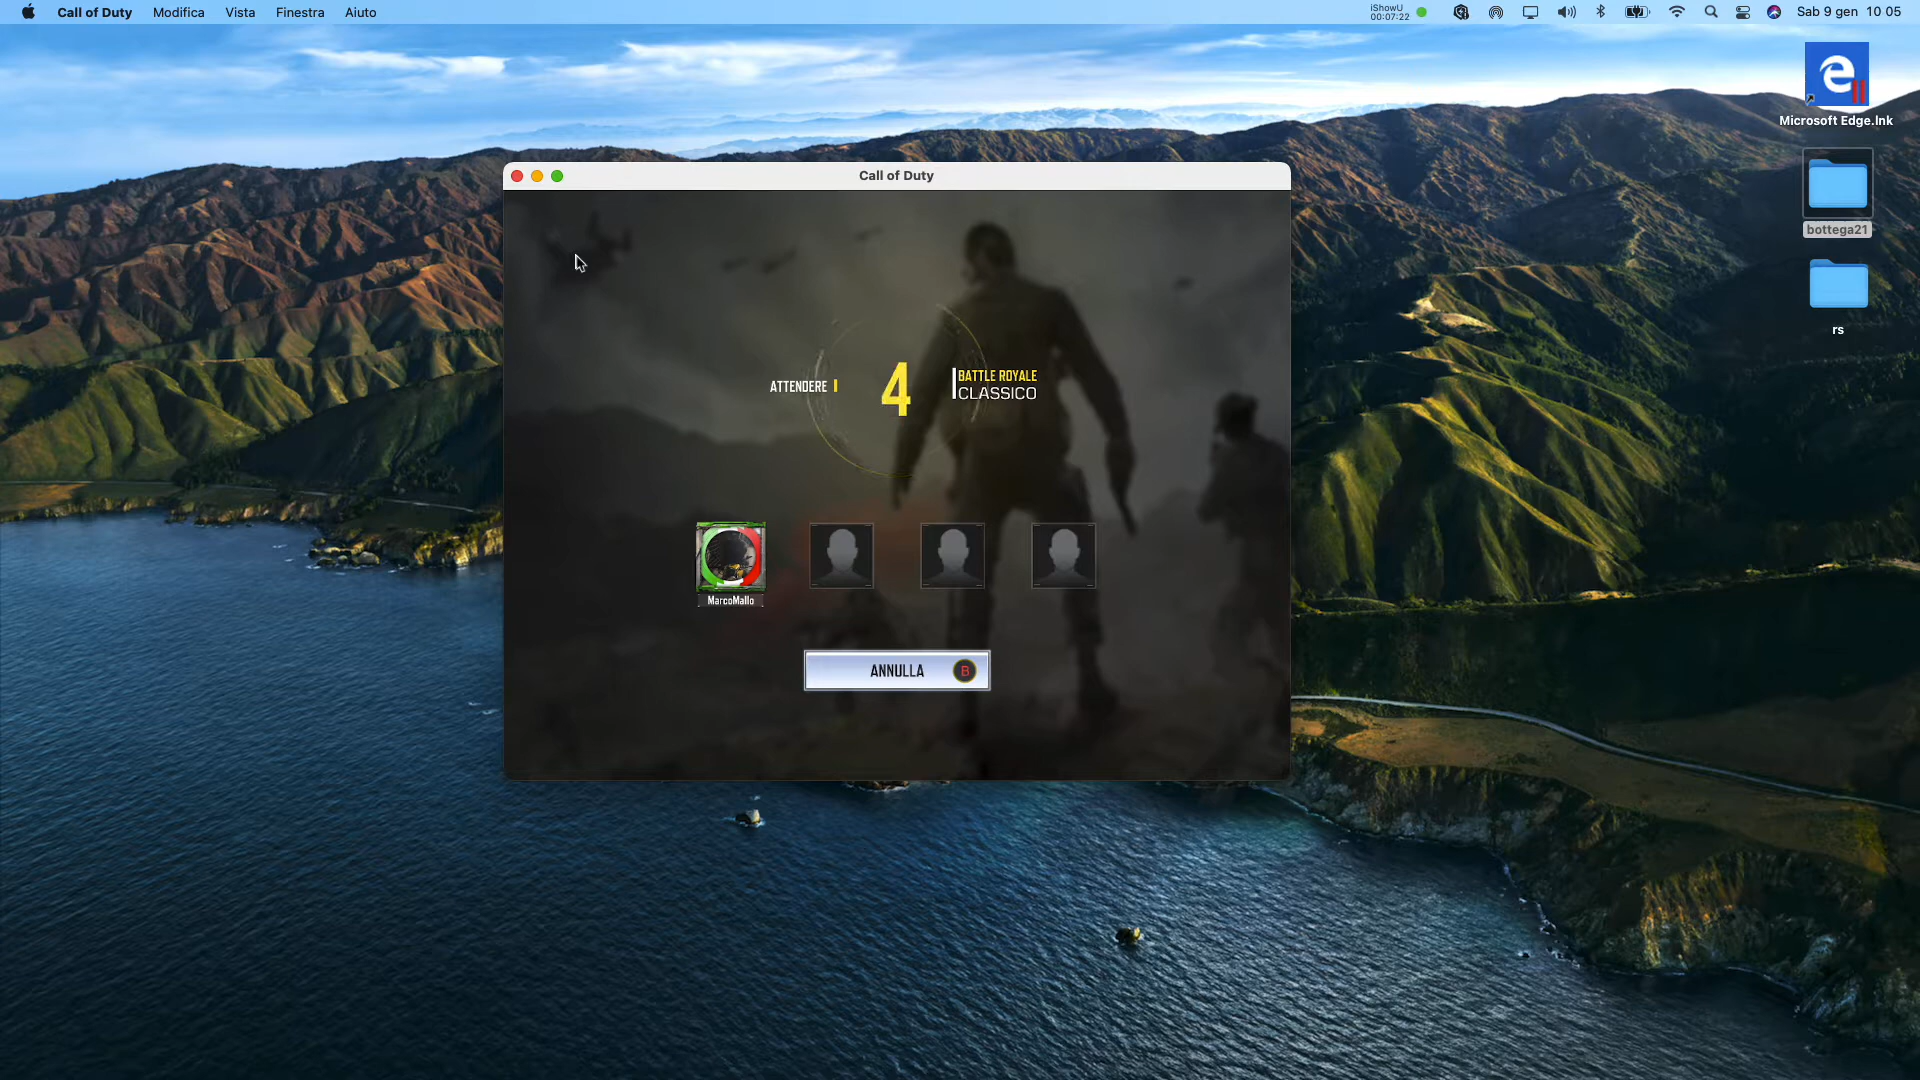 Call of Duty Modifica Vista Finestra Aiuto
iShowU
00:07:22
Sab 9 gen 10 05
Microsoft Edge.lnk
bottega21
rs
Call of Duty
ATTENDERE
4
BATTLE ROYALE
CLASSICO
MarcoMallo
ANNULLA B